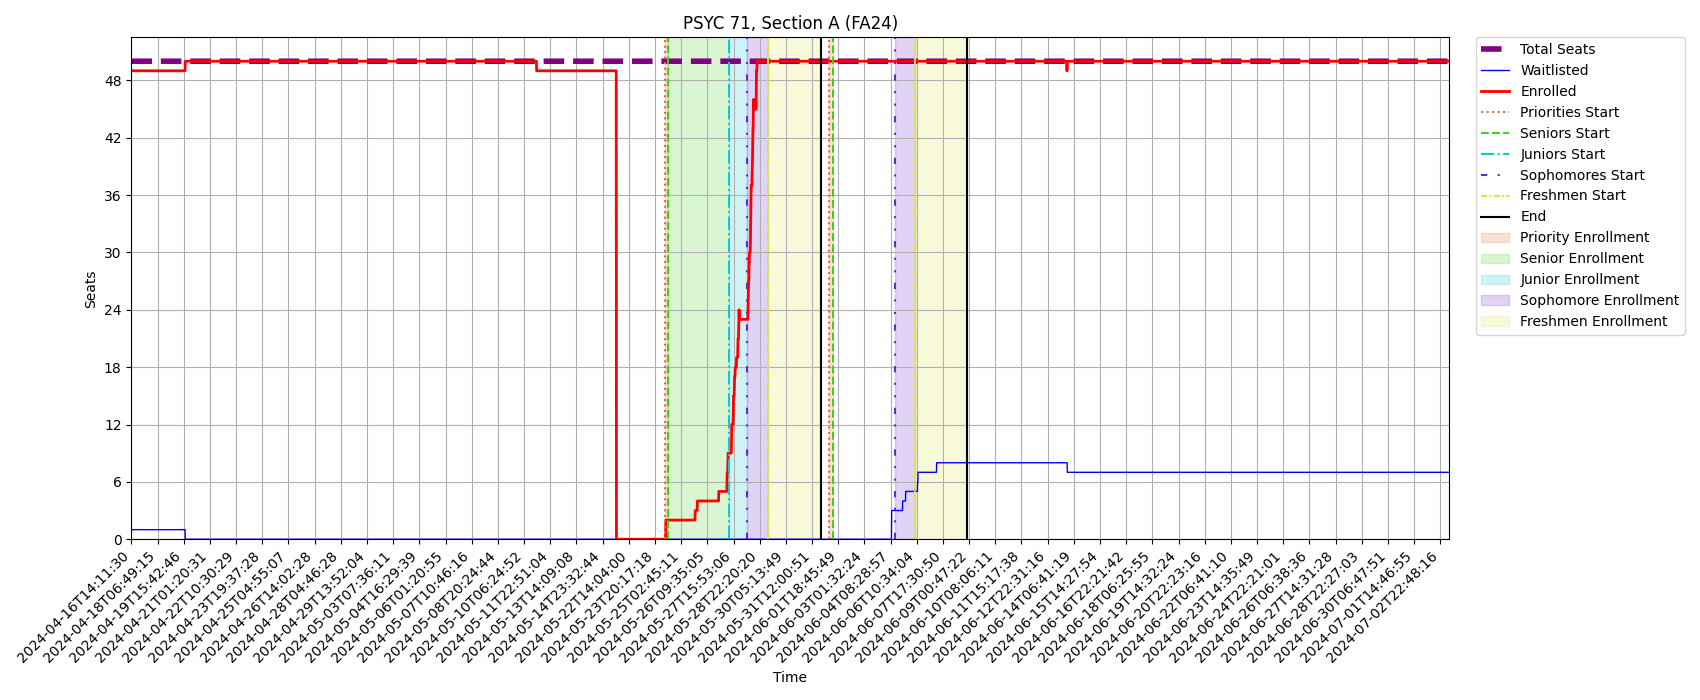 PSYC 71, Section A (FA24)
Total Seats
Waitlisted
Enrolled
Priorities Start
Seniors Start
Juniors Start
Sophomores Start
Freshmen Start
End
Priority Enrollment
Senior Enrollment
Junior Enrollment
Sophomore Enrollment
Freshmen Enrollment
Seats
48
42
36
30
24
18
12
6
0
2024-04-16T14:11:30
2024-04-18T06:49:15
2024-04-19T15:42:46
2024-04-21T01:20:31
2024-04-22T10:30:29
2024-04-23T19:37:28
2024-04-25T04:55:07
2024-04-26T14:02:28
2024-04-28T04:46:28
2024-04-29T13:52:04
2024-05-03T07:36:11
2024-05-04T16:29:39
2024-05-06T01:20:55
2024-05-07T10:46:16
2024-05-08T20:24:44
2024-05-10T06:24:52
2024-05-11T22:51:04
2024-05-13T14:09:08
2024-05-14T23:32:44
2024-05-22T14:04:00
2024-05-23T20:17:18
2024-05-25T02:45:11
2024-05-26T09:35:05
2024-05-27T15:53:06
2024-05-28T22:20:20
2024-05-30T05:13:49
2024-05-31T12:00:51
2024-06-01T18:45:49
2024-06-03T01:32:24
2024-06-04T08:28:57
2024-06-06T10:34:04
2024-06-07T17:30:50
2024-06-09T00:47:22
2024-06-10T08:06:11
2024-06-11T15:17:38
2024-06-12T22:31:16
2024-06-14T06:41:19
2024-06-15T14:27:54
2024-06-16T22:21:42
2024-06-18T06:25:55
2024-06-19T14:32:24
2024-06-20T22:23:16
2024-06-22T06:41:10
2024-06-23T14:35:49
2024-06-24T22:21:01
2024-06-26T06:38:36
2024-06-27T14:31:28
2024-06-28T22:27:03
2024-06-30T06:47:51
2024-07-01T14:46:55
2024-07-02T22:48:16
Time